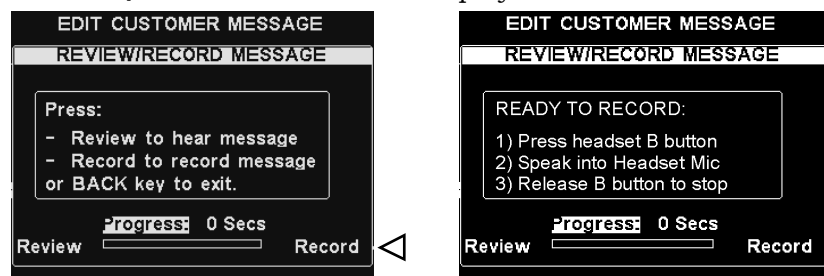 EDIT CUSTOMER MESSAGE
REVIEW/RECORD MESSAGE
Press:
- Review to hear message
- Record to record message
or BACK key to exit.
Progress: 0 Secs
Review Record
EDIT CUSTOMER MESSAGE
REVIEW/RECORD MESSAGE
READY TO RECORD:
1) Press headset B button
2) Speak into Headset Mic
3) Release B button to stop
Progress: 0 Secs
Review Record